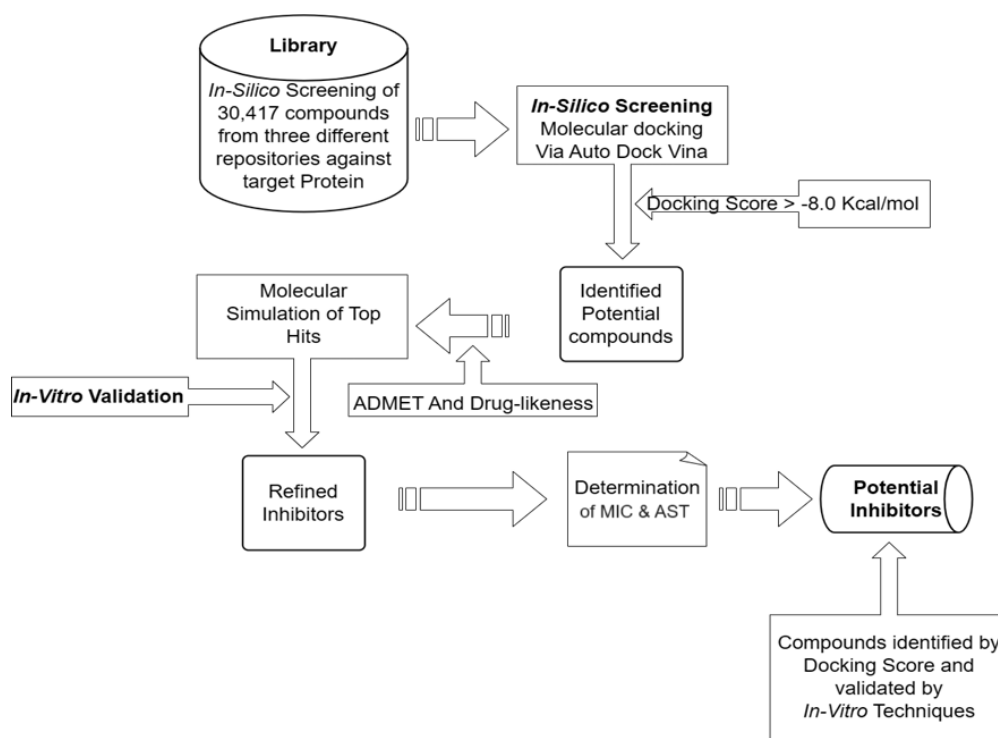 Library
In-Silico Screening of
30,417 compounds
from three different
repositories against
target Protein
In-Silico Screening
Molecular docking
Via Auto Dock Vina
Docking Score > -8.0 Kcal/mol
Identified
Potential
compounds
Molecular
Simulation of Top
Hits
ADMET And Drug-likeness
In-Vitro Validation
Refined
Inhibitors
Determination
of MIC & AST
Potential
Inhibitors
Compounds identified by
Docking Score and
validated by
In-Vitro Techniques